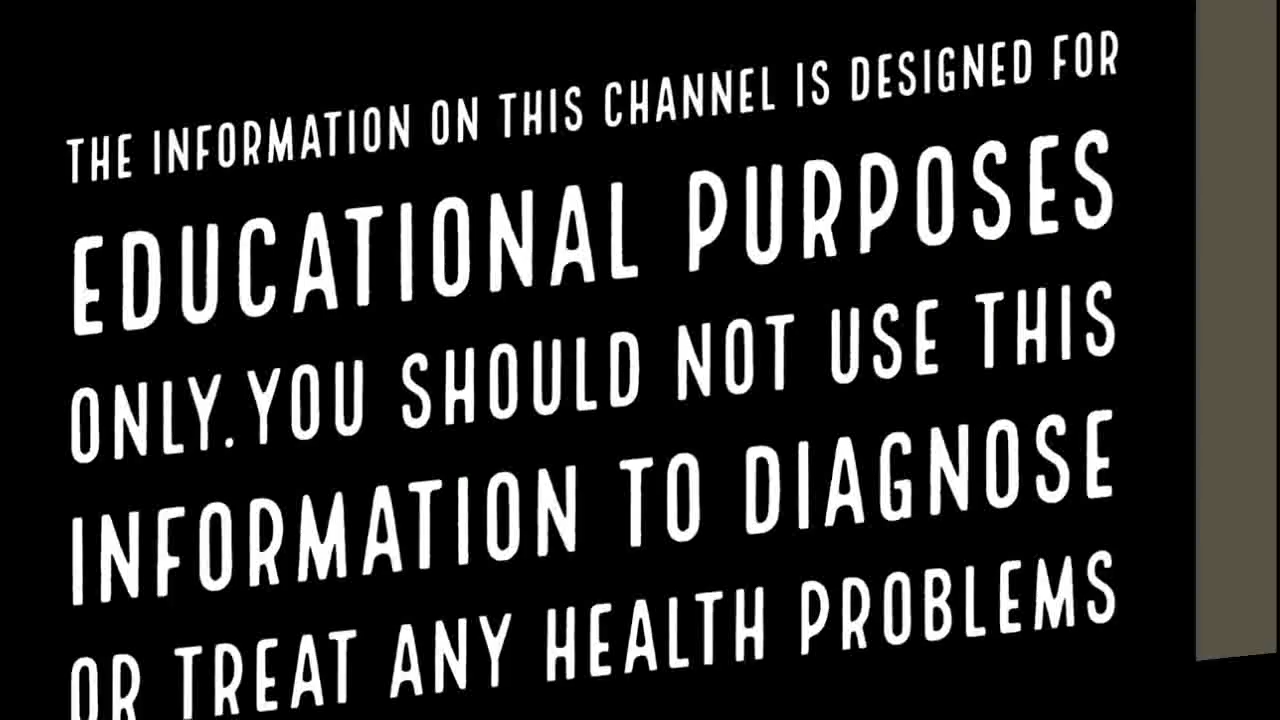 THE INFORMATION ON THIS CHANNEL IS DESIGNED FOR
EDUCATIONAL PURPOSES
ONLY.YOU SHOULD NOT USE THIS
INFORMATION TO DIAGNOSE
OR TREAT ANY HEALTH PROBLEMS